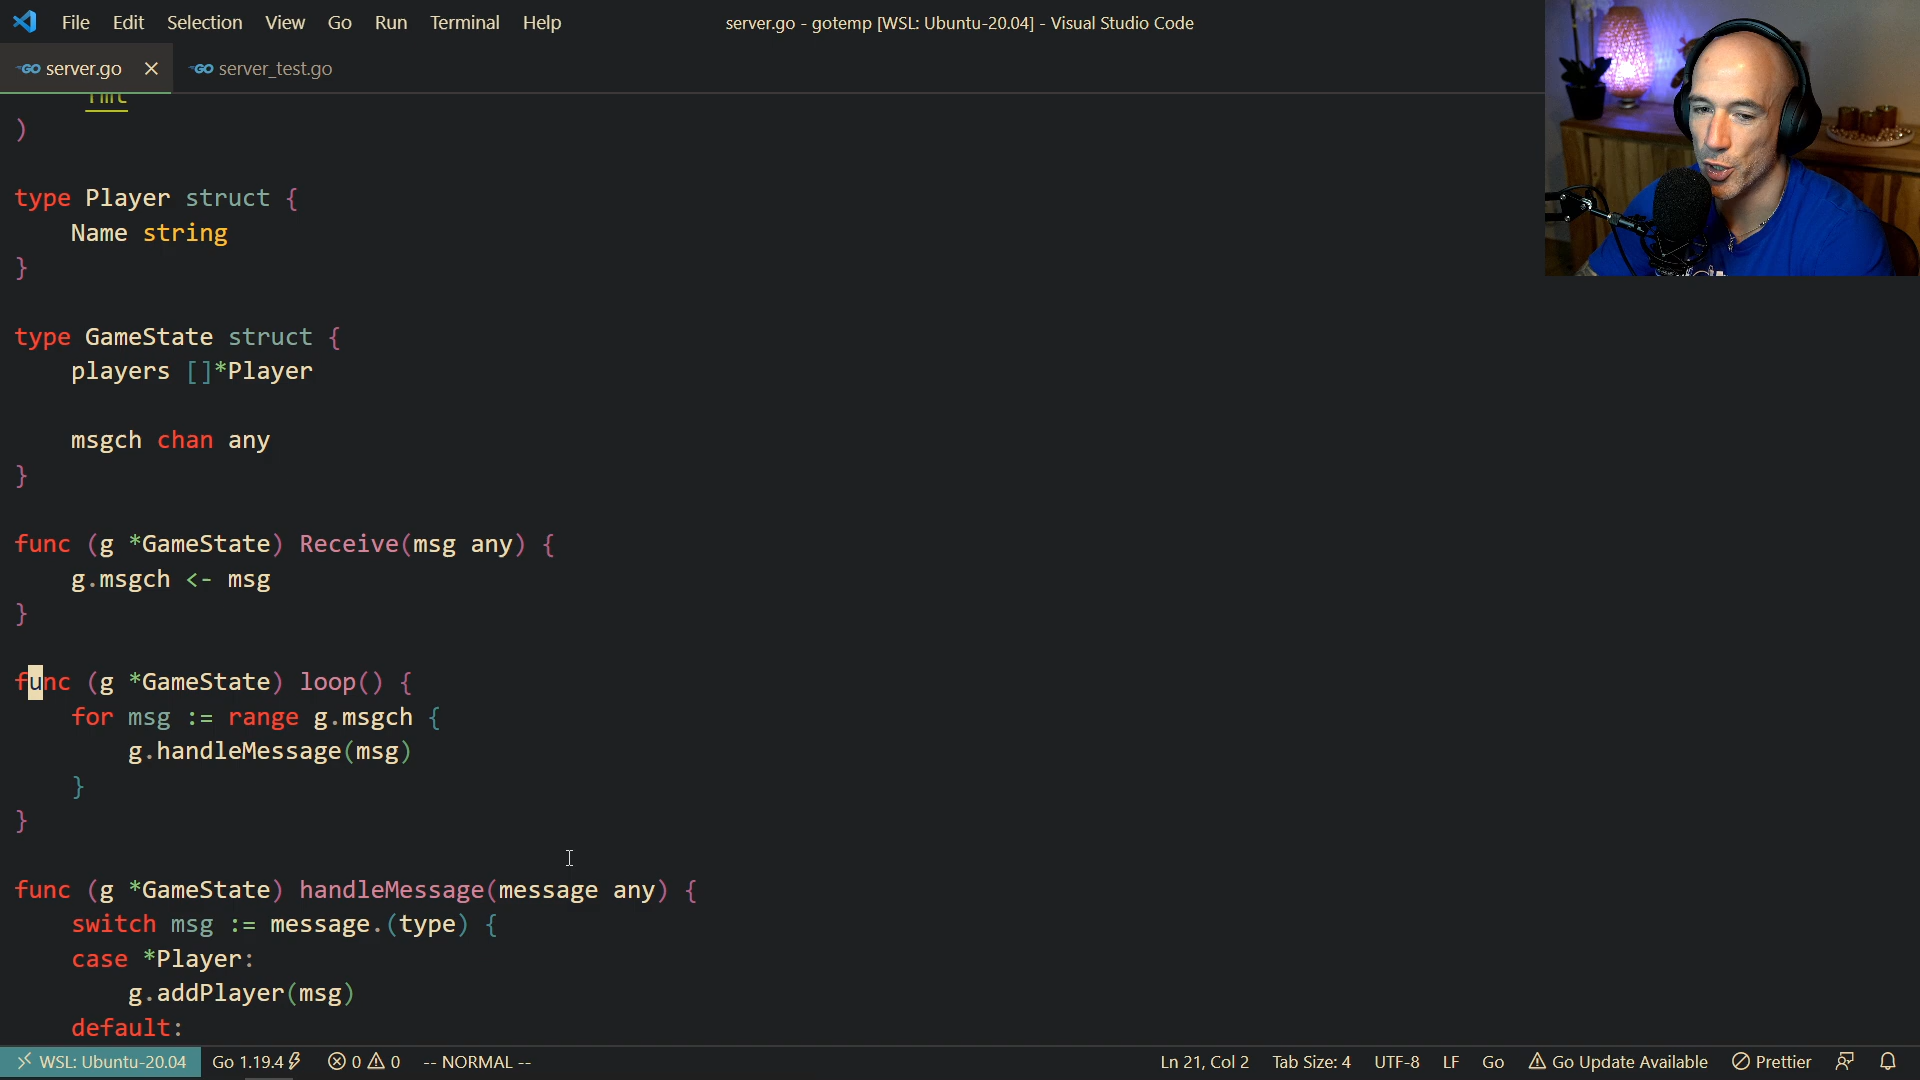 File Edit Selection View Go Run Terminal Help
server.go - gotemp [WSL: Ubuntu-20.04] - Visual Studio Code
GO server.go
GO server_test.go
fmt
)
type Player struct {
Name string
}
type GameState struct {
players []*Player
msgch chan any
}
func (g *GameState) Receive(msg any) {
g.msgch <- msg
}
func (g *GameState) loop() {
for msg := range g.msgch {
g.handleMessage(msg)
}
}
func (g *GameState) handleMessage(message any) {
switch msg := message.(type) {
case *Player:
g.addPlayer(msg)
default:
WSL: Ubuntu-20.04 Go 1.19.4 0 0 -- NORMAL -- Ln 21, Col 2 Tab Size: 4 UTF-8 LF Go Go Update Available Prettier